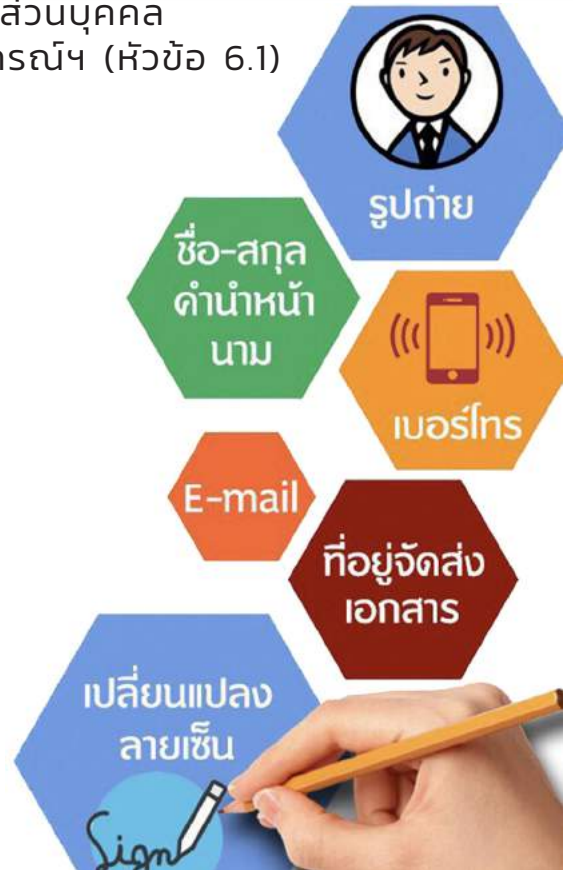 ส่วนบุคคล
รณ์ฯ (หัวข้อ 6.1)
รูปถ่าย
ชื่อ-สกุล
คำนำหน้า
นาม
เบอร์โทร
E-mail
ที่อยู่จัดส่ง
เอกสาร
เปลี่ยนแปลง
ลายเซ็น
Sign